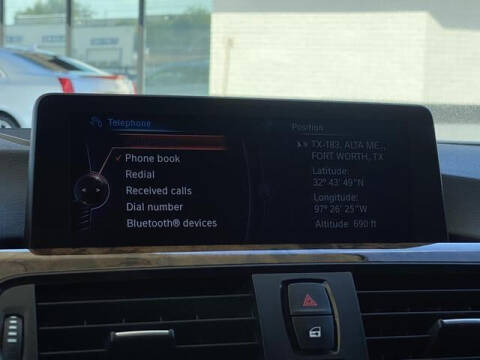 Telephone
✓ Phone book
Redial
Received calls
Dial number
Bluetooth® devices
Position
TX-183, ALTA ME...
FORT WORTH, TX
Latitude:
32° 43' 49"N
Longitude:
97° 26' 25"W
Altitude 690 ft